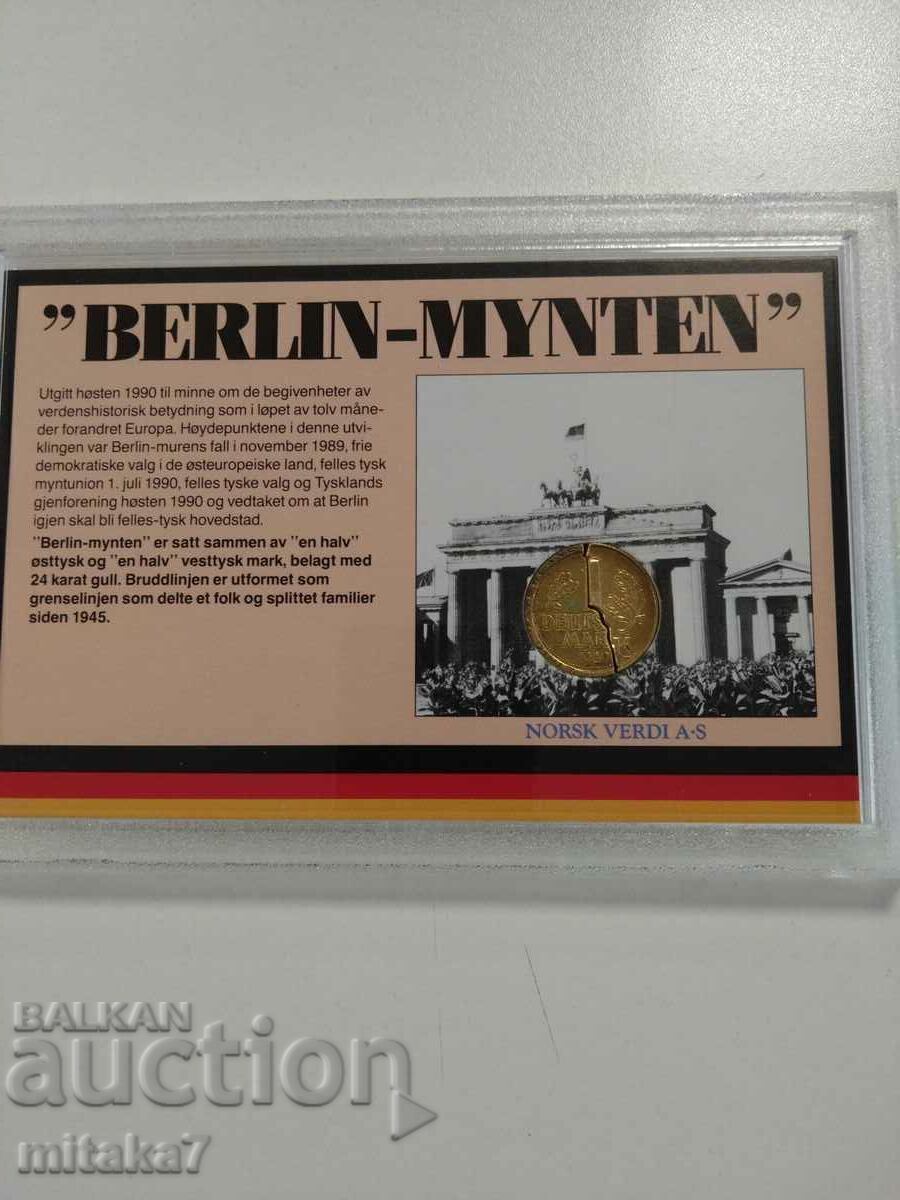 ”BERLIN-MYNTEN”
Utgitt høsten 1990 til minne om de begivenheter av
verdenshistorisk betydning som i løpet av tolv måne-
der forandret Europa. Høydepunktene i denne utvi-
klingen var Berlin-murens fall i november 1989, frie
demokratiske valg i de østeuropeiske land, felles tysk
myntunion 1. juli 1990, felles tyske valg og Tysklands
gjenforening høsten 1990 og vedtaket om at Berlin
igjen skal bli felles-tysk hovedstad.
”Berlin-mynten” er satt sammen av ”en halv”
østtysk og ”en halv” vesttysk mark, belagt med
24 karat gull. Bruddlinjen er utformet som
grenselinjen som delte et folk og splittet familier
siden 1945.
1
DEUTS
MAR
NORSK VERDI A·S
BALKAN
auction
mitaka7